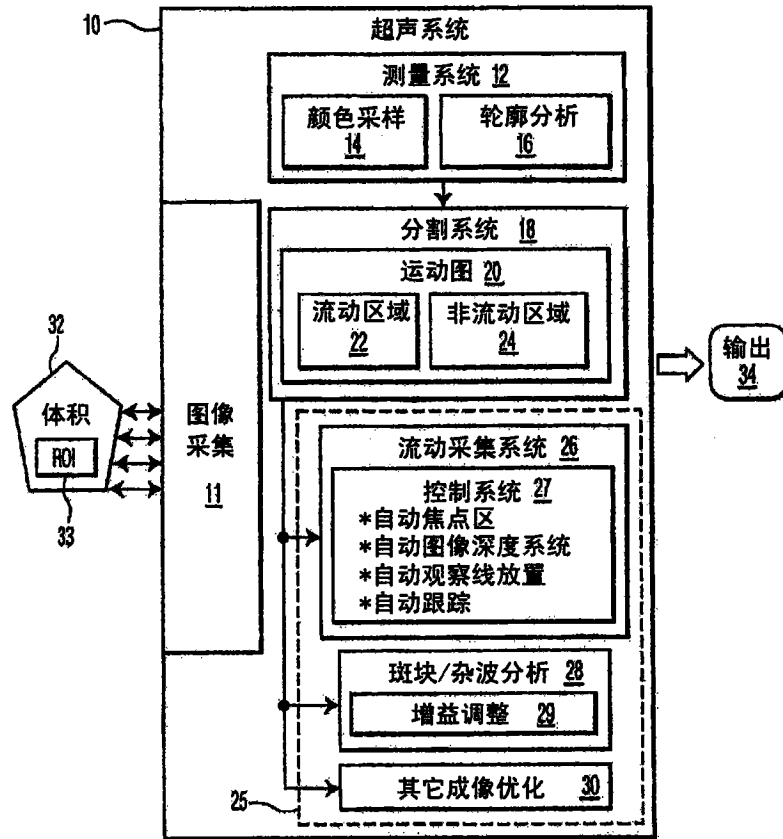 10
超声系统
测量系统 12
颜色采样
14
轮廓分析
16
分割系统 18
运动图 20
流动区域
22
非流动区域
24
32
体积
ROI
33
图像
采集
11
输出
34
流动采集系统 26
控制系统 27
*自动焦点区
*自动图像深度系统
*自动观察线放置
*自动跟踪
斑块/杂波分析 28
增益调整 29
25
其它成像优化 30